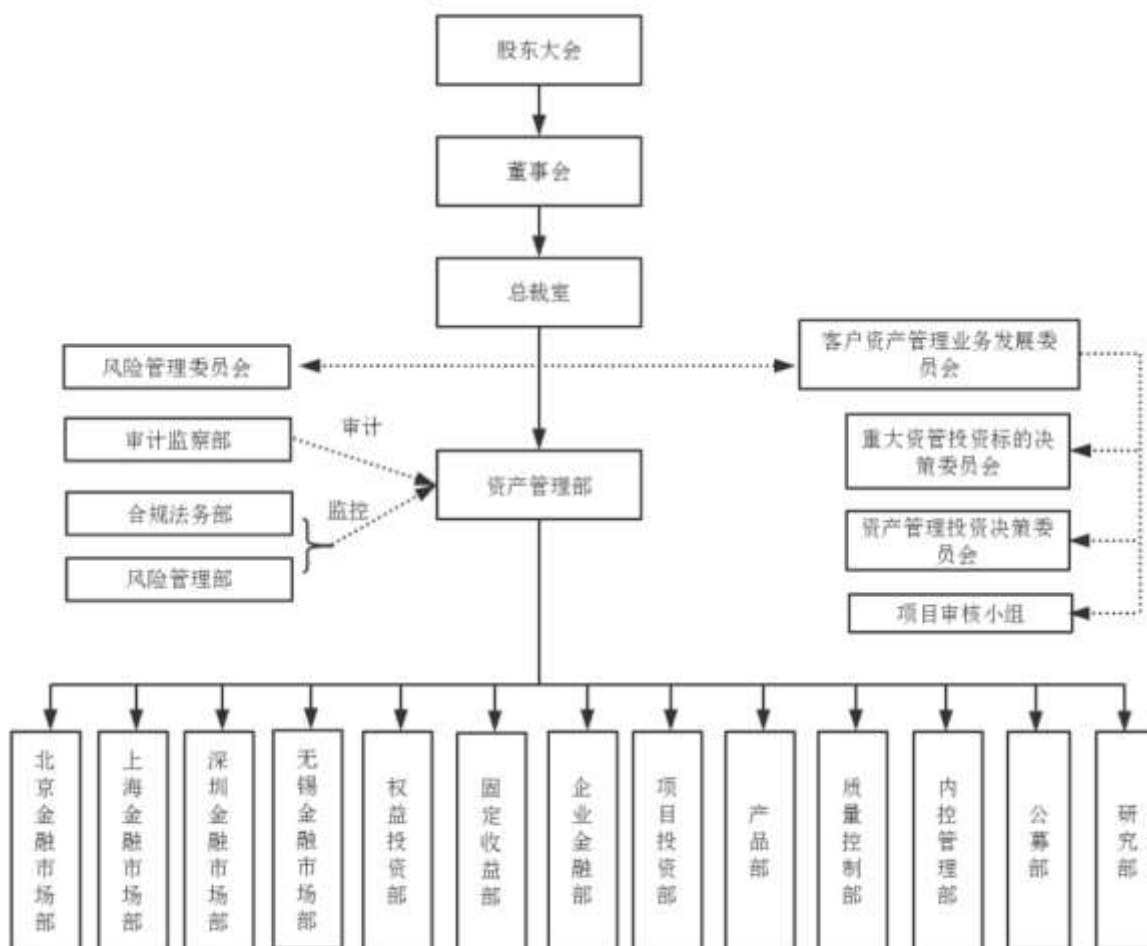 股东大会
董事会
总裁室
风险管理委员会
客户资产管理业务发展委
员会
审计监察部
审计
重大资管投资标的决
策委员会
资产管理部
合规法务部
监控
资产管理投资决策委
员会
风险管理部
项目审核小组
北京金融市场部
上海金融市场部
深圳金融市场部
无锡金融市场部
权益投资部
固定收益部
企业金融部
项目投资部
产品部
质量控制部
内控管理部
公募部
研究部